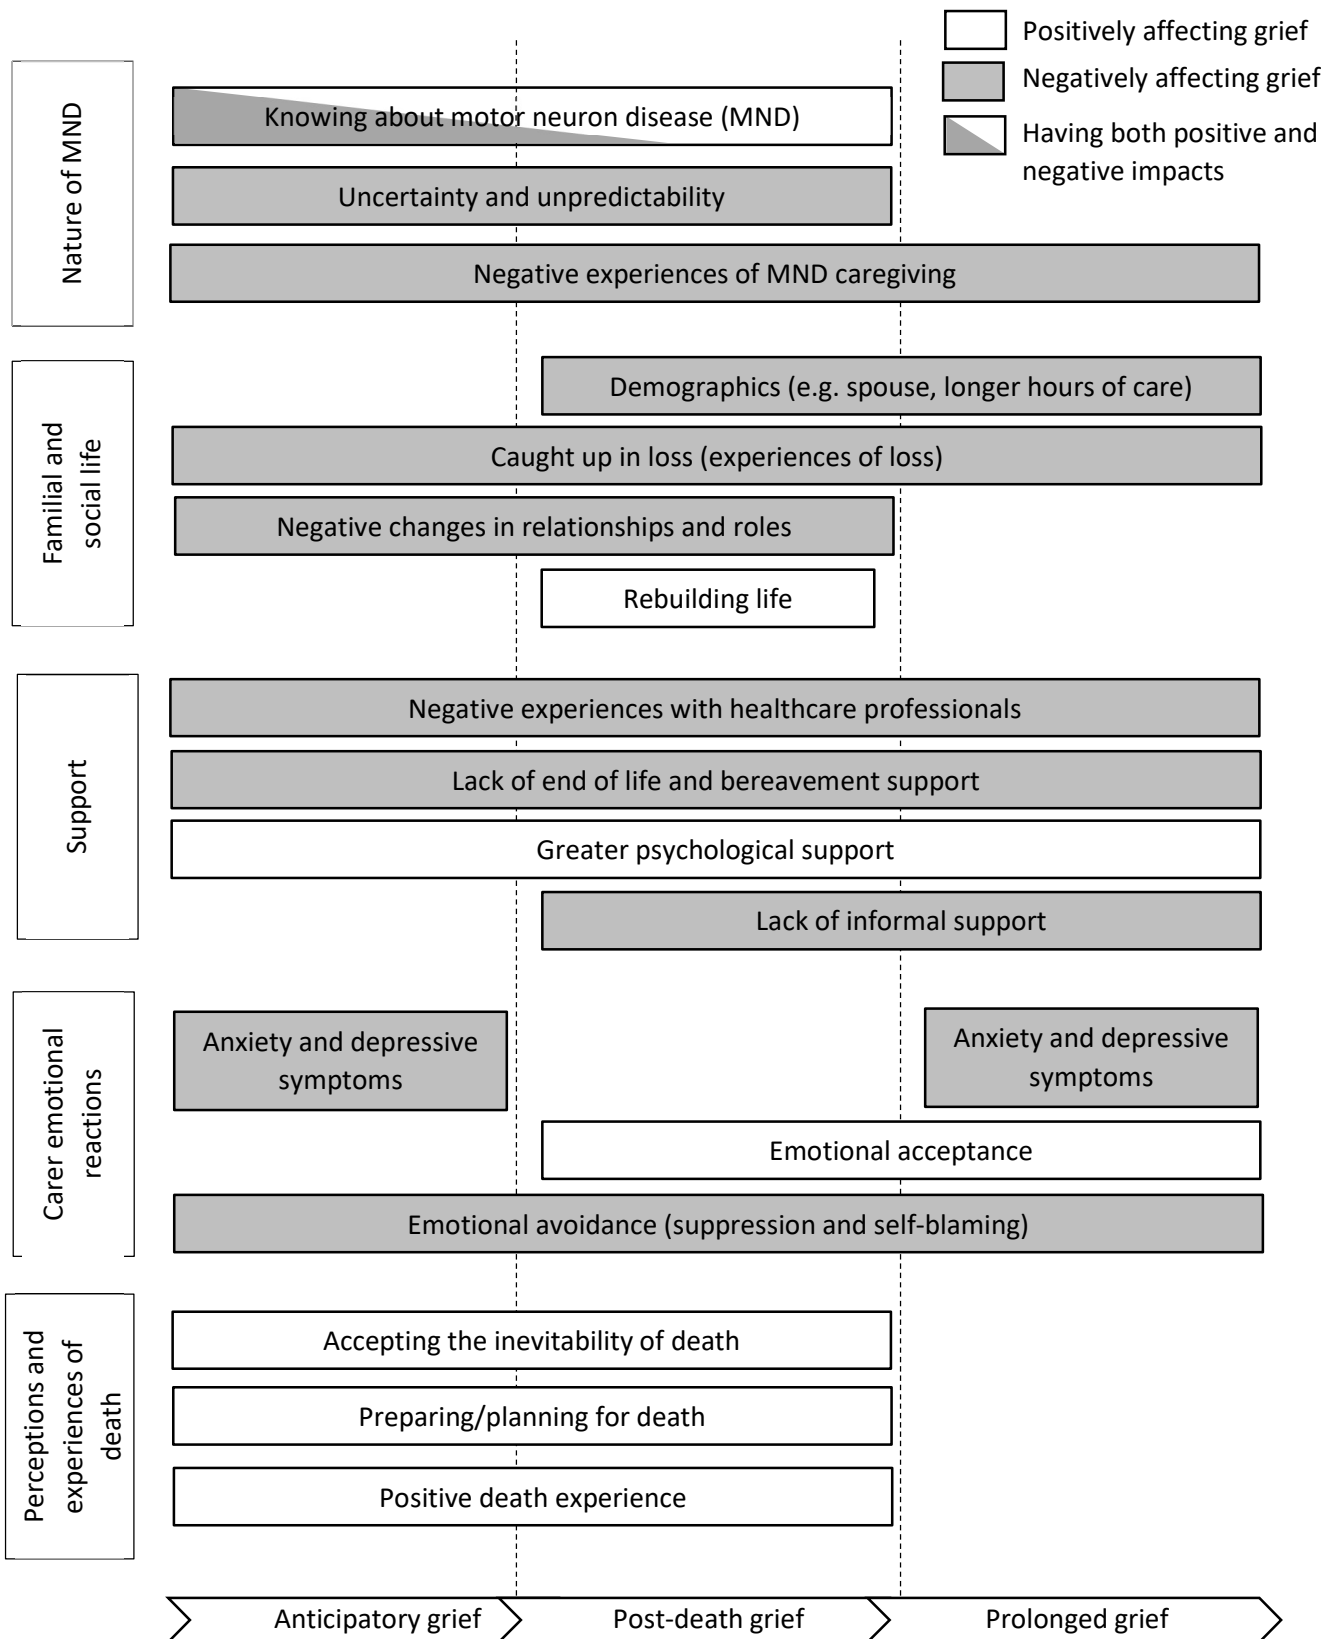 Positively affecting grief
Negatively affecting grief
Having both positive and
negative impacts
Nature of MND
Knowing about motor neuron disease (MND)
Uncertainty and unpredictability
Negative experiences of MND caregiving
Familial and
social life
Demographics (e.g. spouse, longer hours of care)
Caught up in loss (experiences of loss)
Negative changes in relationships and roles
Rebuilding life
Support
Negative experiences with healthcare professionals
Lack of end of life and bereavement support
Greater psychological support
Lack of informal support
Carer emotional
reactions
Anxiety and depressive
symptoms
Anxiety and depressive
symptoms
Emotional acceptance
Emotional avoidance (suppression and self-blaming)
Perceptions and
experiences of
death
Accepting the inevitability of death
Preparing/planning for death
Positive death experience
Anticipatory grief
Post-death grief
Prolonged grief